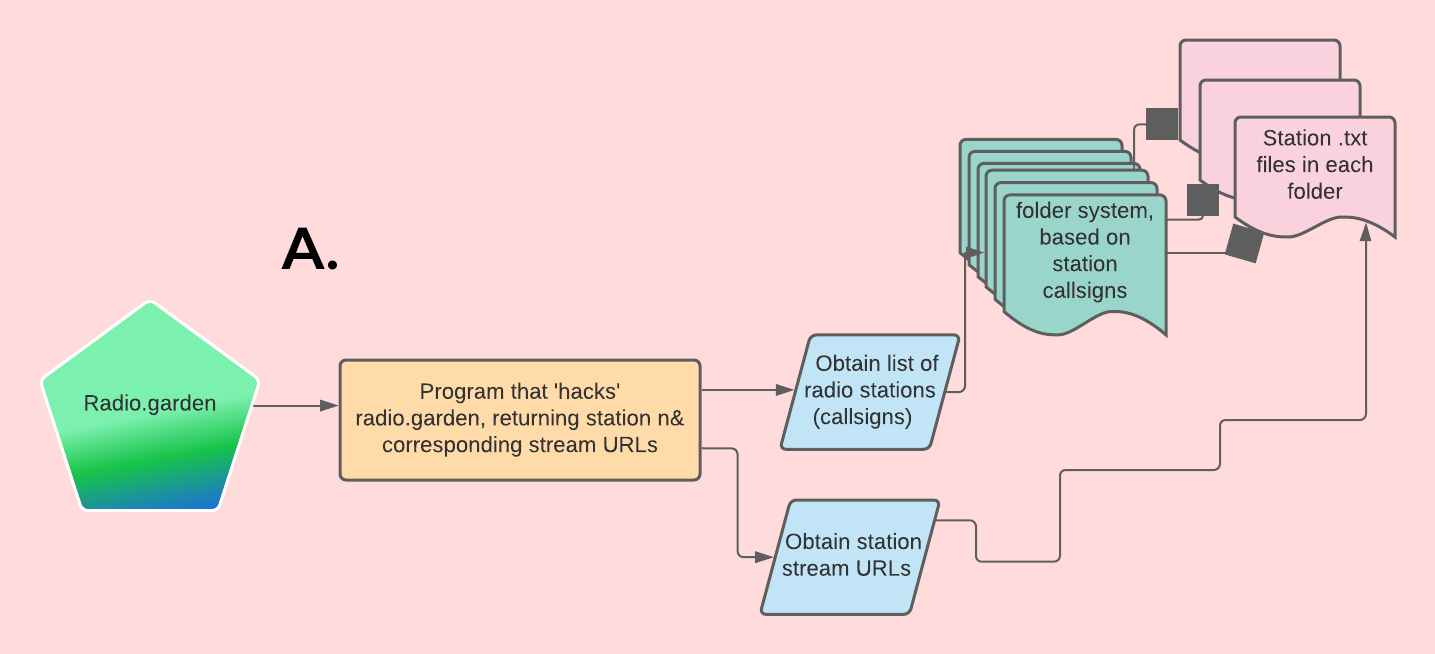 A.
Radio.garden
Program that 'hacks'
radio.garden, returning station n&
corresponding stream URLs
Obtain list of
radio stations
(callsigns)
Obtain station
stream URLs
folder system,
based on
station
callsigns
Station .txt
files in each
folder